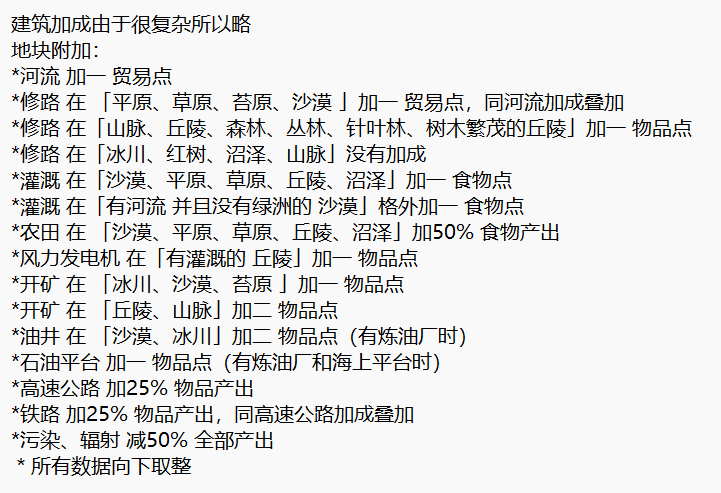 建筑加成由于很复杂所以略
地块附加：
*河流 加一 贸易点
*修路 在 「平原、草原、苔原、沙漠 」加一 贸易点，同河流加成叠加
*修路 在「山脉、丘陵、森林、丛林、针叶林、树木繁茂的丘陵」加一 物品点
*修路 在「冰川、红树、沼泽、山脉」没有加成
*灌溉 在「沙漠、平原、草原、丘陵、沼泽」加一 食物点
*灌溉 在「有河流 并且没有绿洲的 沙漠」格外加一 食物点
*农田 在 「沙漠、平原、草原、丘陵、沼泽」加50% 食物产出
*风力发电机 在「有灌溉的 丘陵」加一 物品点
*开矿 在 「冰川、沙漠、苔原 」加一 物品点
*开矿 在 「丘陵、山脉」加二 物品点
*油井 在 「沙漠、冰川」加二 物品点（有炼油厂时）
*石油平台 加一 物品点（有炼油厂和海上平台时）
*高速公路 加25% 物品产出
*铁路 加25% 物品产出，同高速公路加成叠加
*污染、辐射 减50% 全部产出
* 所有数据向下取整